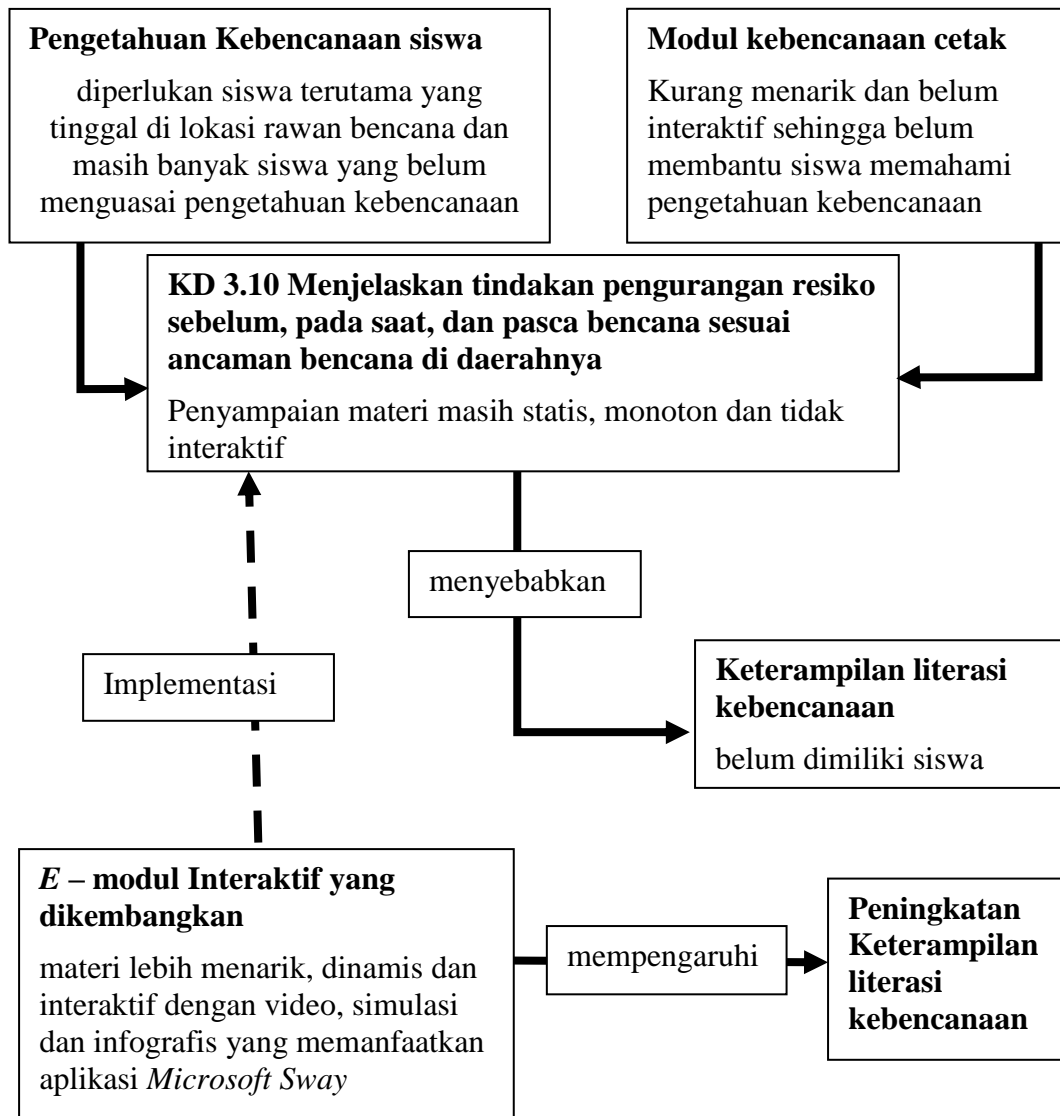 Pengetahuan Kebencanaan siswa
diperlukan siswa terutama yang
tinggal di lokasi rawan bencana dan
masih banyak siswa yang belum
menguasai pengetahuan kebencanaan
Modul kebencanaan cetak
Kurang menarik dan belum
interaktif sehingga belum
membantu siswa memahami
pengetahuan kebencanaan
KD 3.10 Menjelaskan tindakan pengurangan resiko
sebelum, pada saat, dan pasca bencana sesuai
ancaman bencana di daerahnya
Penyampaian materi masih statis, monoton dan tidak
interaktif
menyebabkan
Implementasi
Keterampilan literasi
kebencanaan
belum dimiliki siswa
E – modul Interaktif yang
dikembangkan
materi lebih menarik, dinamis dan
interaktif dengan video, simulasi
dan infografis yang memanfaatkan
aplikasi Microsoft Sway
mempengaruhi
Peningkatan
Keterampilan
literasi
kebencanaan